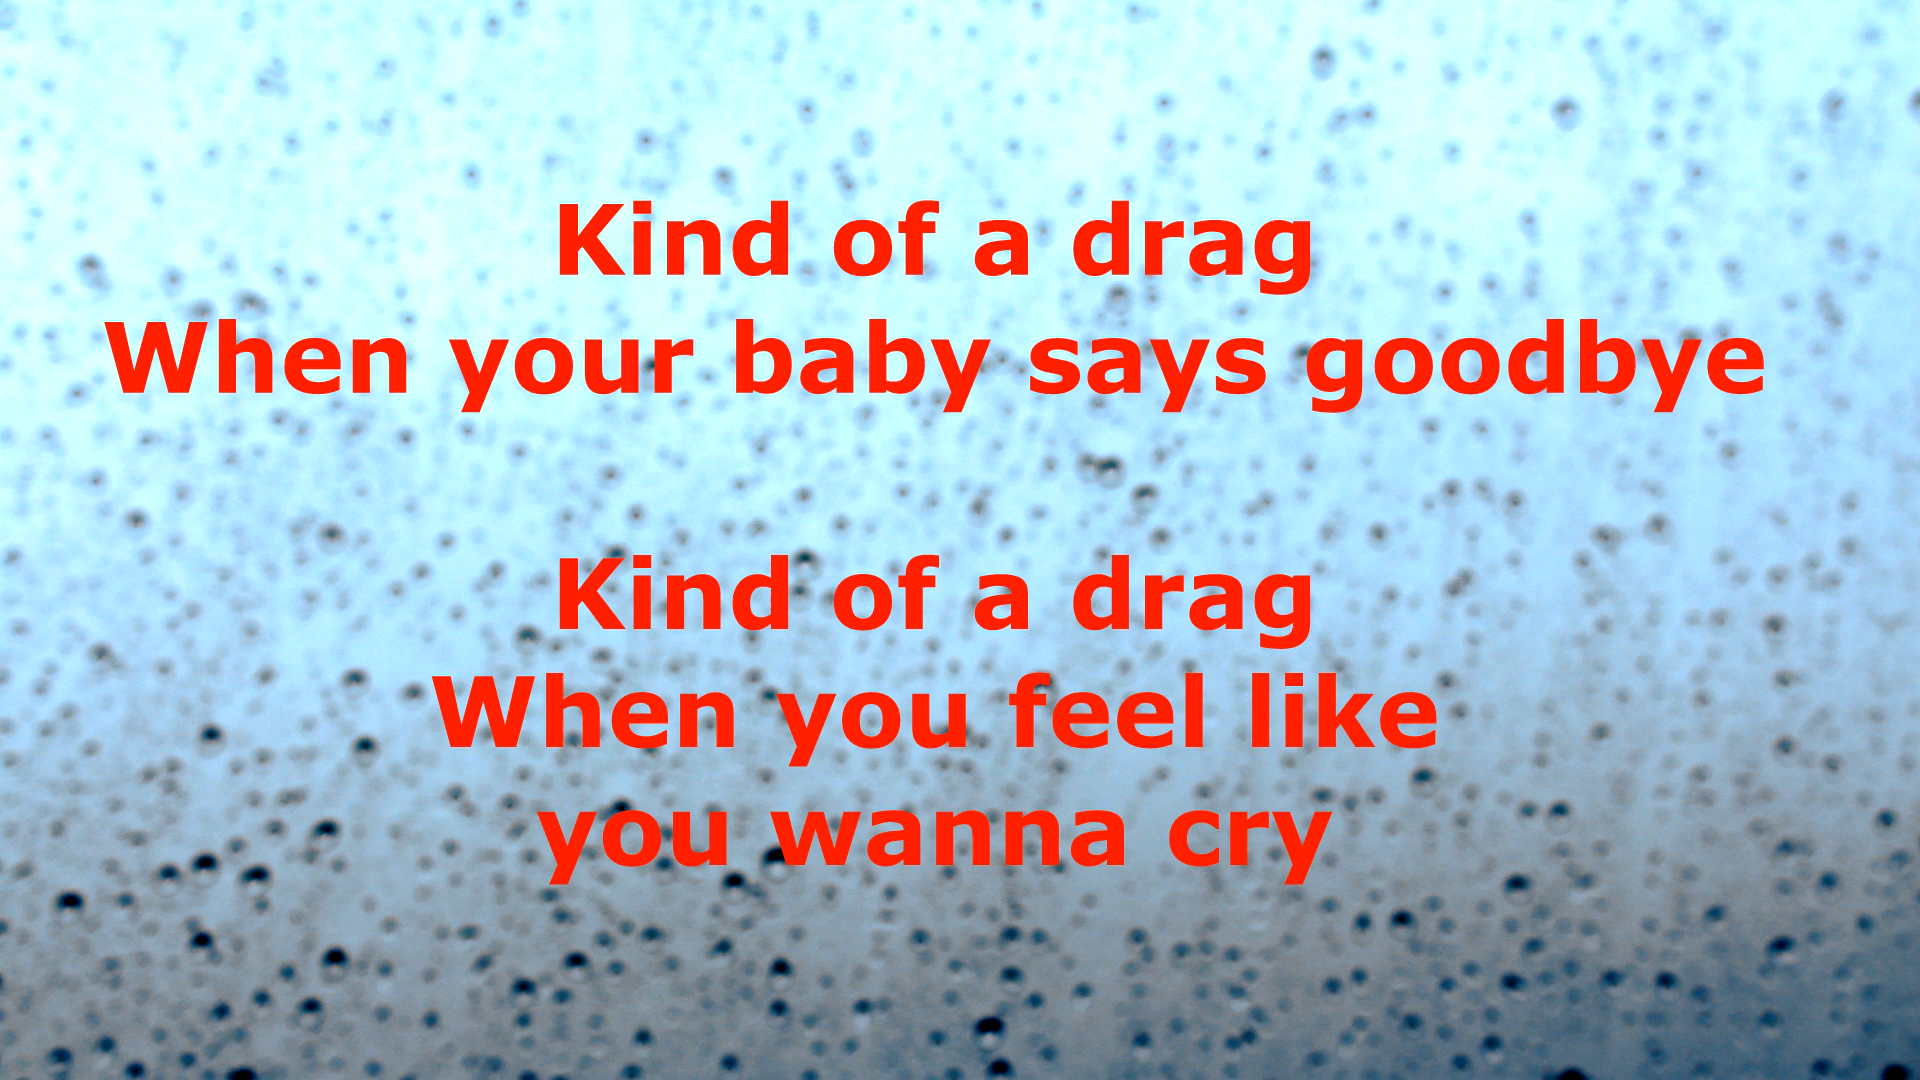 Kind of a drag
When your baby says goodbye
Kind of a drag
When you feel like
you wanna cry